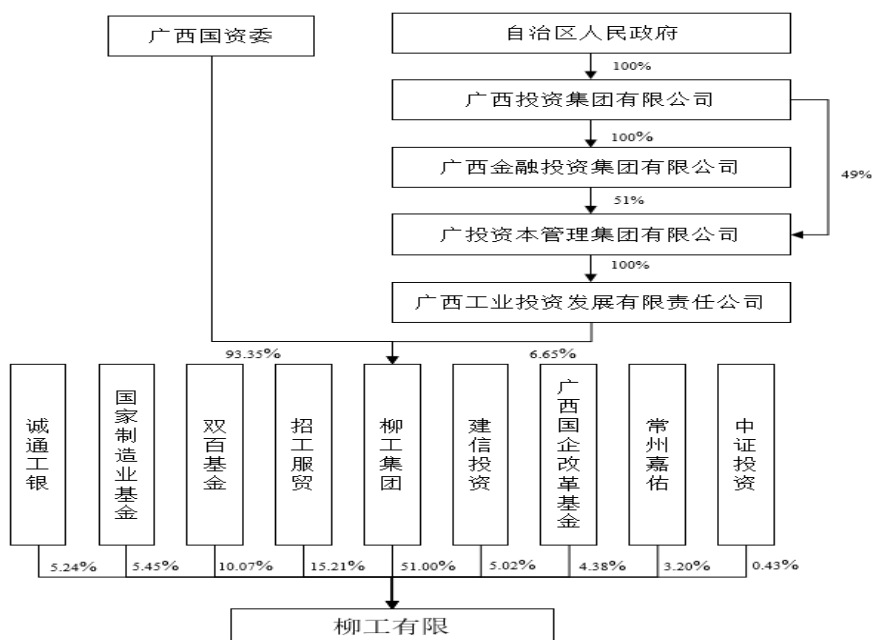 广西国资委
自治区人民政府
100%
广西投资集团有限公司
100%
广西金融投资集团有限公司
49%
51%
广投资本管理集团有限公司
100%
广西工业投资发展有限责任公司
93.35%
6.65%
诚通工银
国家制造业基金
双百基金
招工服贸
柳工集团
建信投资
广西国企改革基金
常州嘉佑
中证投资
5.24%
5.45%
10.07%
15.21%
51.00%
5.02%
4.38%
3.20%
0.43%
柳工有限